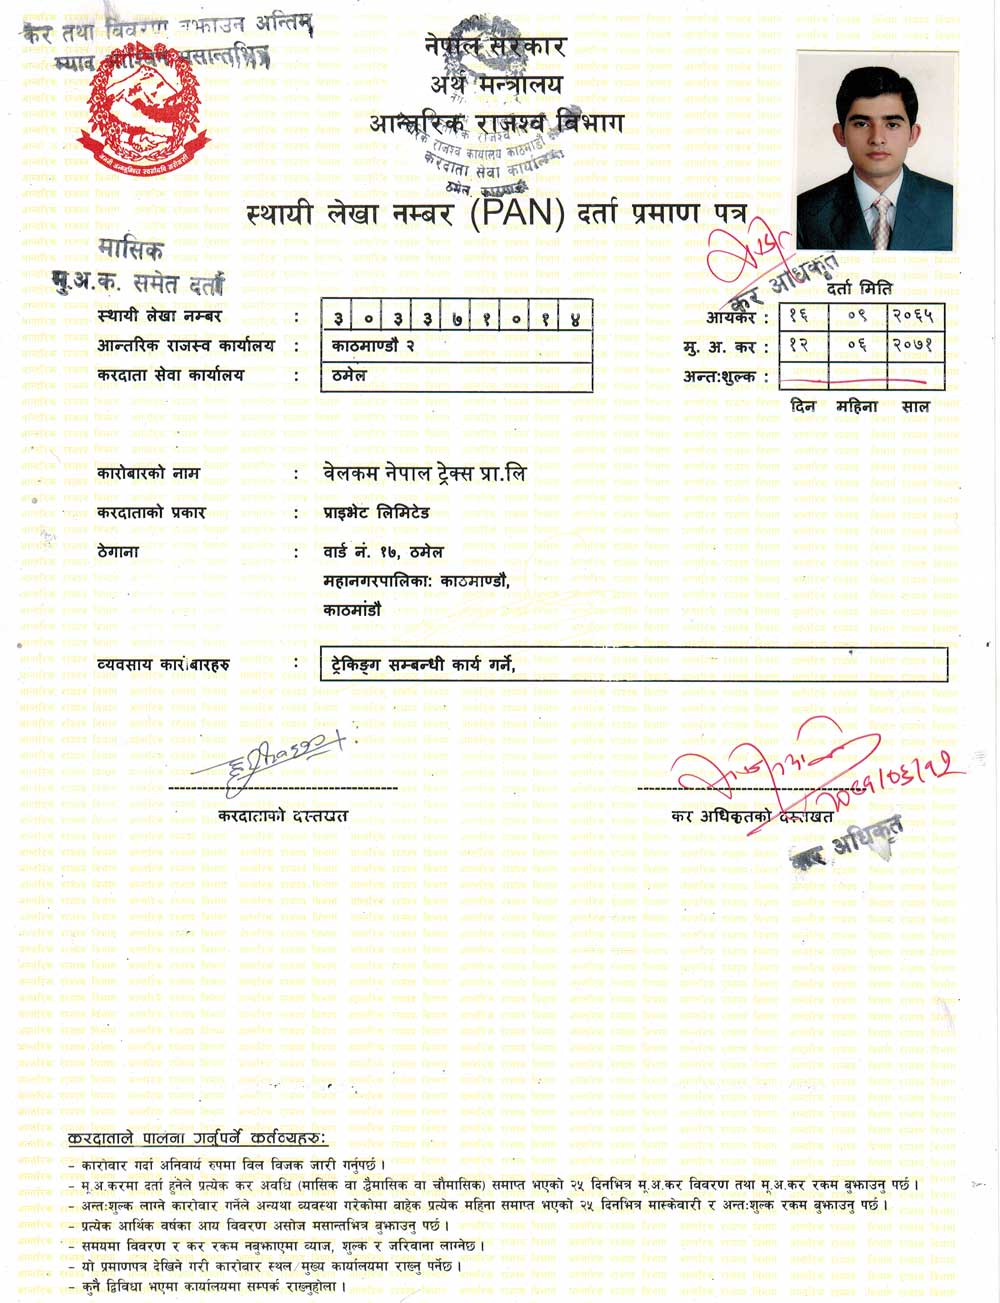 कर तथा विवरण बुझाउन अन्तिम
म्याद आश्विन मसान्तभित्र
नेपाल सरकार
अर्थ मन्त्रालय
आन्तरिक राजश्व विभाग
राजश्व कार्यालय काठमाडौं
करदाता सेवा कार्यालय
ठमेल, काठमाडौं
स्थायी लेखा नम्बर (PAN) दर्ता प्रमाण पत्र
मासिक
मु.अ.क. समेत दर्ता
कर अधिकृत
दर्ता मिति
स्थायी लेखा नम्बर : ३ ० ३ ३ ७ १ ० १ ४
आयकर : १६ ०९ २०६५
आन्तरिक राजस्व कार्यालय : काठमाण्डौ २
मु. अ. कर : १२ ०६ २०७१
करदाता सेवा कार्यालय : ठमेल
अन्त:शुल्क :
दिन महिना साल
कारोबारको नाम : वेलकम नेपाल ट्रेक्स प्रा.लि
करदाताको प्रकार : प्राइभेट लिमिटेड
ठेगाना : वार्ड नं. १७, ठमेल
महानगरपालिका: काठमाण्डौ,
काठमांडौ
व्यवसाय कारोबारहरु : ट्रेकिङ्ग सम्बन्धी कार्य गर्ने,
२०७१/०६/१२
करदाताको दस्तखत
कर अधिकृतको दस्तखत
कर अधिकृत
करदाताले पालना गर्नुपर्ने कर्तव्यहरु:
- कारोवार गर्दा अनिवार्य रुपमा विल विजक जारी गर्नुपर्छ ।
- मू.अ.करमा दर्ता हुनेले प्रत्येक कर अवधि (मासिक वा द्वैमासिक वा चौमासिक) समाप्त भएको २५ दिनभित्र मू.अ.कर विवरण तथा मू.अ.कर रकम बुझाउनु पर्छ ।
- अन्त:शुल्क लाग्ने कारोवार गर्नेले अन्यथा व्यवस्था गरेकोमा बाहेक प्रत्येक महिना समाप्त भएको २५ दिनभित्र मास्केवारी र अन्त:शुल्क रकम बुझाउनु पर्छ ।
- प्रत्येक आर्थिक वर्षका आय विवरण असोज मसान्तभित्र बुझाउनु पर्छ ।
- समयमा विवरण र कर रकम नबुझाएमा व्याज, शुल्क र जरिवाना लाग्नेछ ।
- यो प्रमाणपत्र देखिने गरी कारोवार स्थल/मुख्य कार्यालयमा राख्नु पर्नेछ ।
- कुनै द्विविधा भएमा कार्यालयमा सम्पर्क राख्नुहोला ।